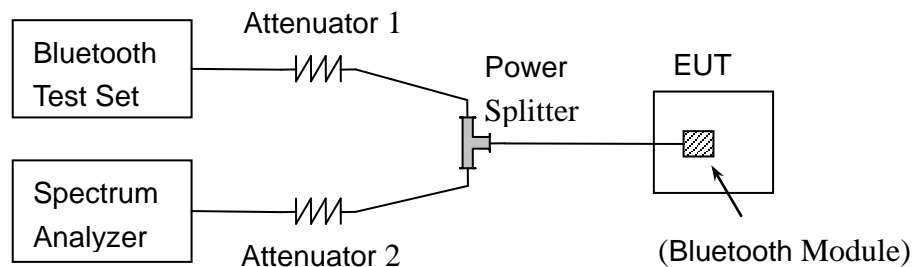 Attenuator 1
Bluetooth
Test Set
Power
Splitter
EUT
Spectrum
Analyzer
Attenuator 2
(Bluetooth Module)